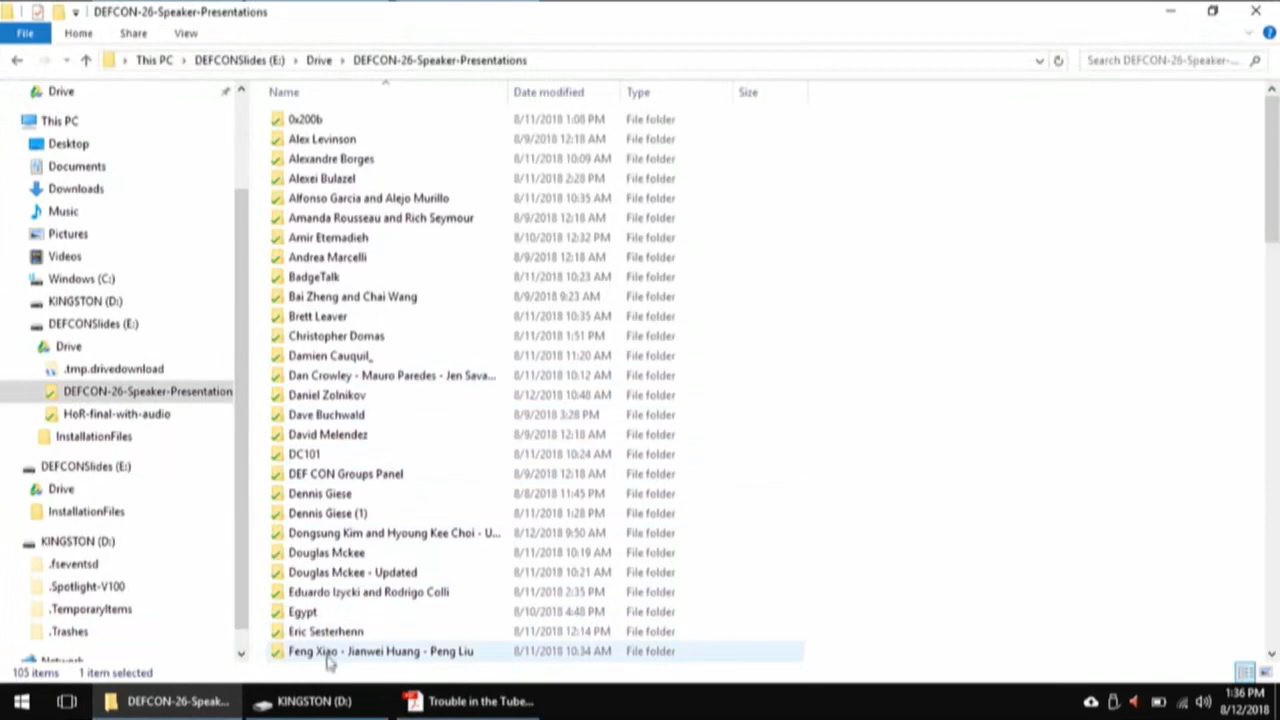 DEFCON-26-Speaker-Presentations
File Home Share View
This PC DEFCONSlides (E:) Drive DEFCON-26-Speaker-Presentations
Search DEFCON-26-Speaker-...
Drive
This PC
Desktop
Documents
Downloads
Music
Pictures
Videos
Windows (C:)
KINGSTON (D:)
DEFCONSlides (E:)
Drive
.tmp.drivedownload
DEFCON-26-Speaker-Presentation
HoR-final-with-audio
InstallationFiles
DEFCONSlides (E:)
Drive
InstallationFiles
KINGSTON (D:)
.fseventsd
.Spotlight-V100
.TemporaryItems
.Trashes
Network
Name Date modified Type Size
0x200b 8/11/2018 1:08 PM File folder
Alex Levinson 8/9/2018 12:18 AM File folder
Alexandre Borges 8/11/2018 10:09 AM File folder
Alexei Bulazel 8/11/2018 2:28 PM File folder
Alfonso Garcia and Alejo Murillo 8/11/2018 10:35 AM File folder
Amanda Rousseau and Rich Seymour 8/9/2018 12:18 AM File folder
Amir Etemadieh 8/10/2018 12:32 PM File folder
Andrea Marcelli 8/9/2018 12:18 AM File folder
BadgeTalk 8/11/2018 10:23 AM File folder
Bai Zheng and Chai Wang 8/9/2018 9:23 AM File folder
Brett Leaver 8/11/2018 10:35 AM File folder
Christopher Domas 8/11/2018 1:51 PM File folder
Damien Cauquil_ 8/11/2018 11:20 AM File folder
Dan Crowley - Mauro Paredes - Jen Sava... 8/11/2018 10:12 AM File folder
Daniel Zolnikov 8/12/2018 10:48 AM File folder
Dave Buchwald 8/9/2018 3:28 PM File folder
David Melendez 8/9/2018 12:18 AM File folder
DC101 8/11/2018 10:24 AM File folder
DEF CON Groups Panel 8/9/2018 12:18 AM File folder
Dennis Giese 8/8/2018 11:45 PM File folder
Dennis Giese (1) 8/11/2018 1:28 PM File folder
Dongsung Kim and Hyoung Kee Choi - U... 8/12/2018 9:50 AM File folder
Douglas Mckee 8/11/2018 10:19 AM File folder
Douglas Mckee - Updated 8/11/2018 10:21 AM File folder
Eduardo Izycki and Rodrigo Colli 8/11/2018 2:35 PM File folder
Egypt 8/10/2018 4:48 PM File folder
Eric Sesterhenn 8/11/2018 12:14 PM File folder
Feng Xiao - Jianwei Huang - Peng Liu 8/11/2018 10:34 AM File folder
105 items 1 item selected
DEFCON-26-Speak... KINGSTON (D:) Trouble in the Tube...
1:36 PM
8/12/2018